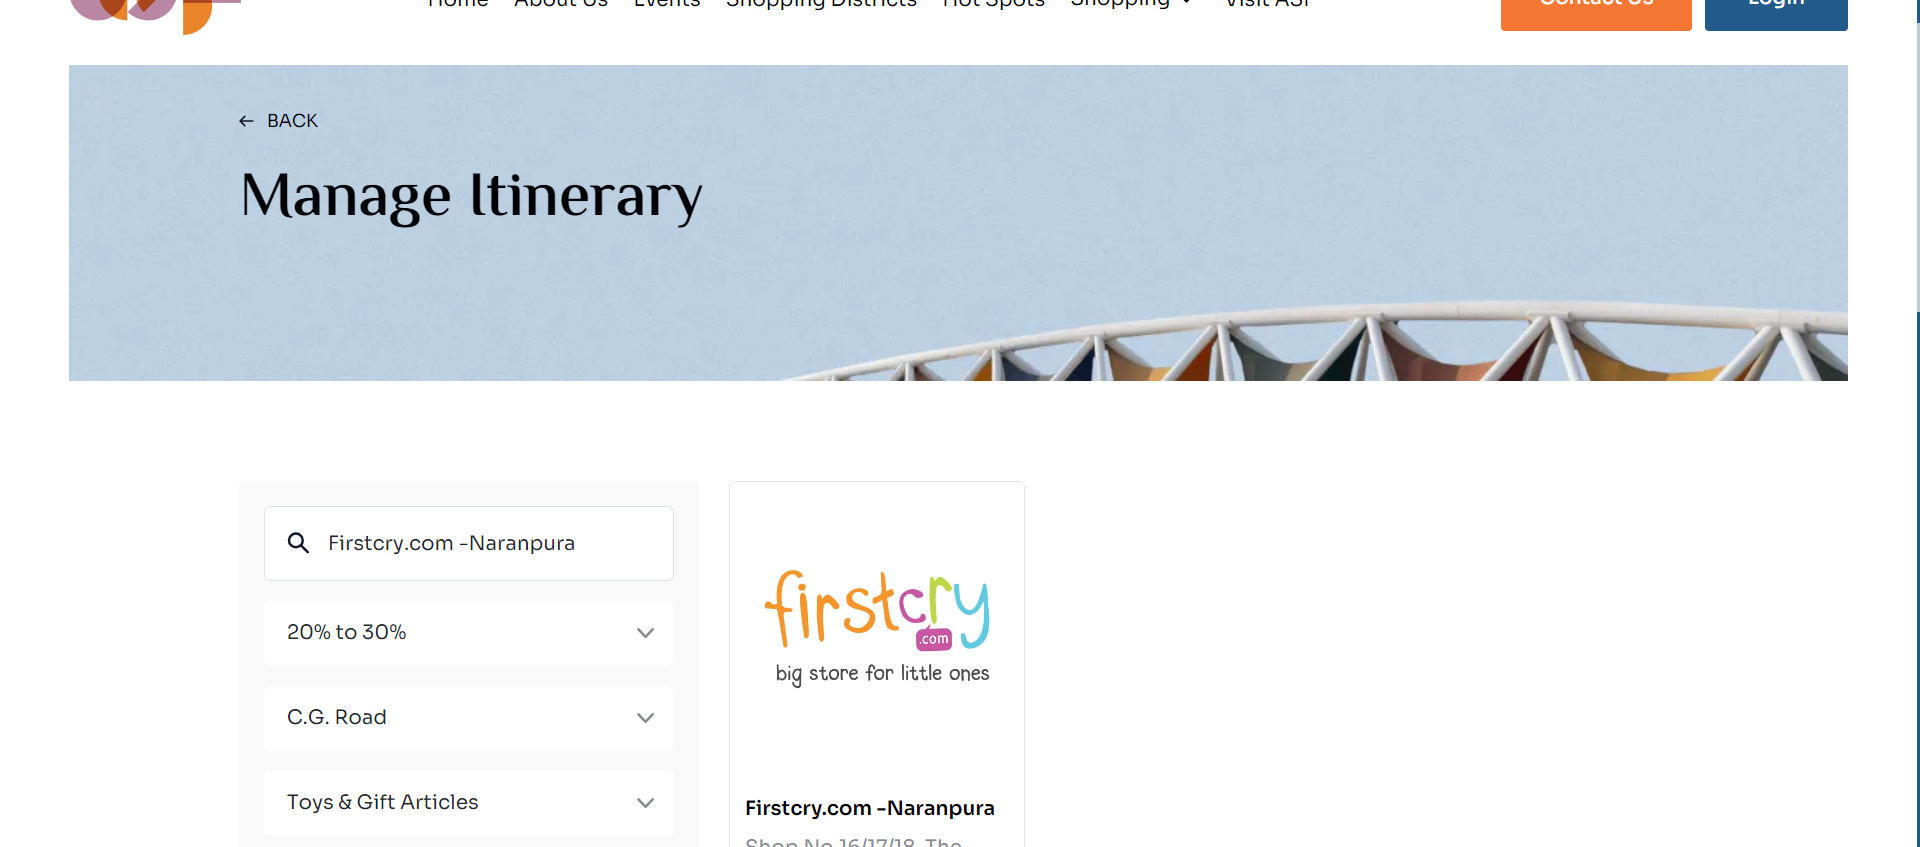 Home About Us Events Shopping Districts Hot Spots Shopping Visit ASF Contact Us Login
← BACK
Manage Itinerary
Firstcry.com -Naranpura
20% to 30%
C.G. Road
Toys & Gift Articles
firstcry
.com
big store for little ones
Firstcry.com -Naranpura
Shop No 16/17/18, The